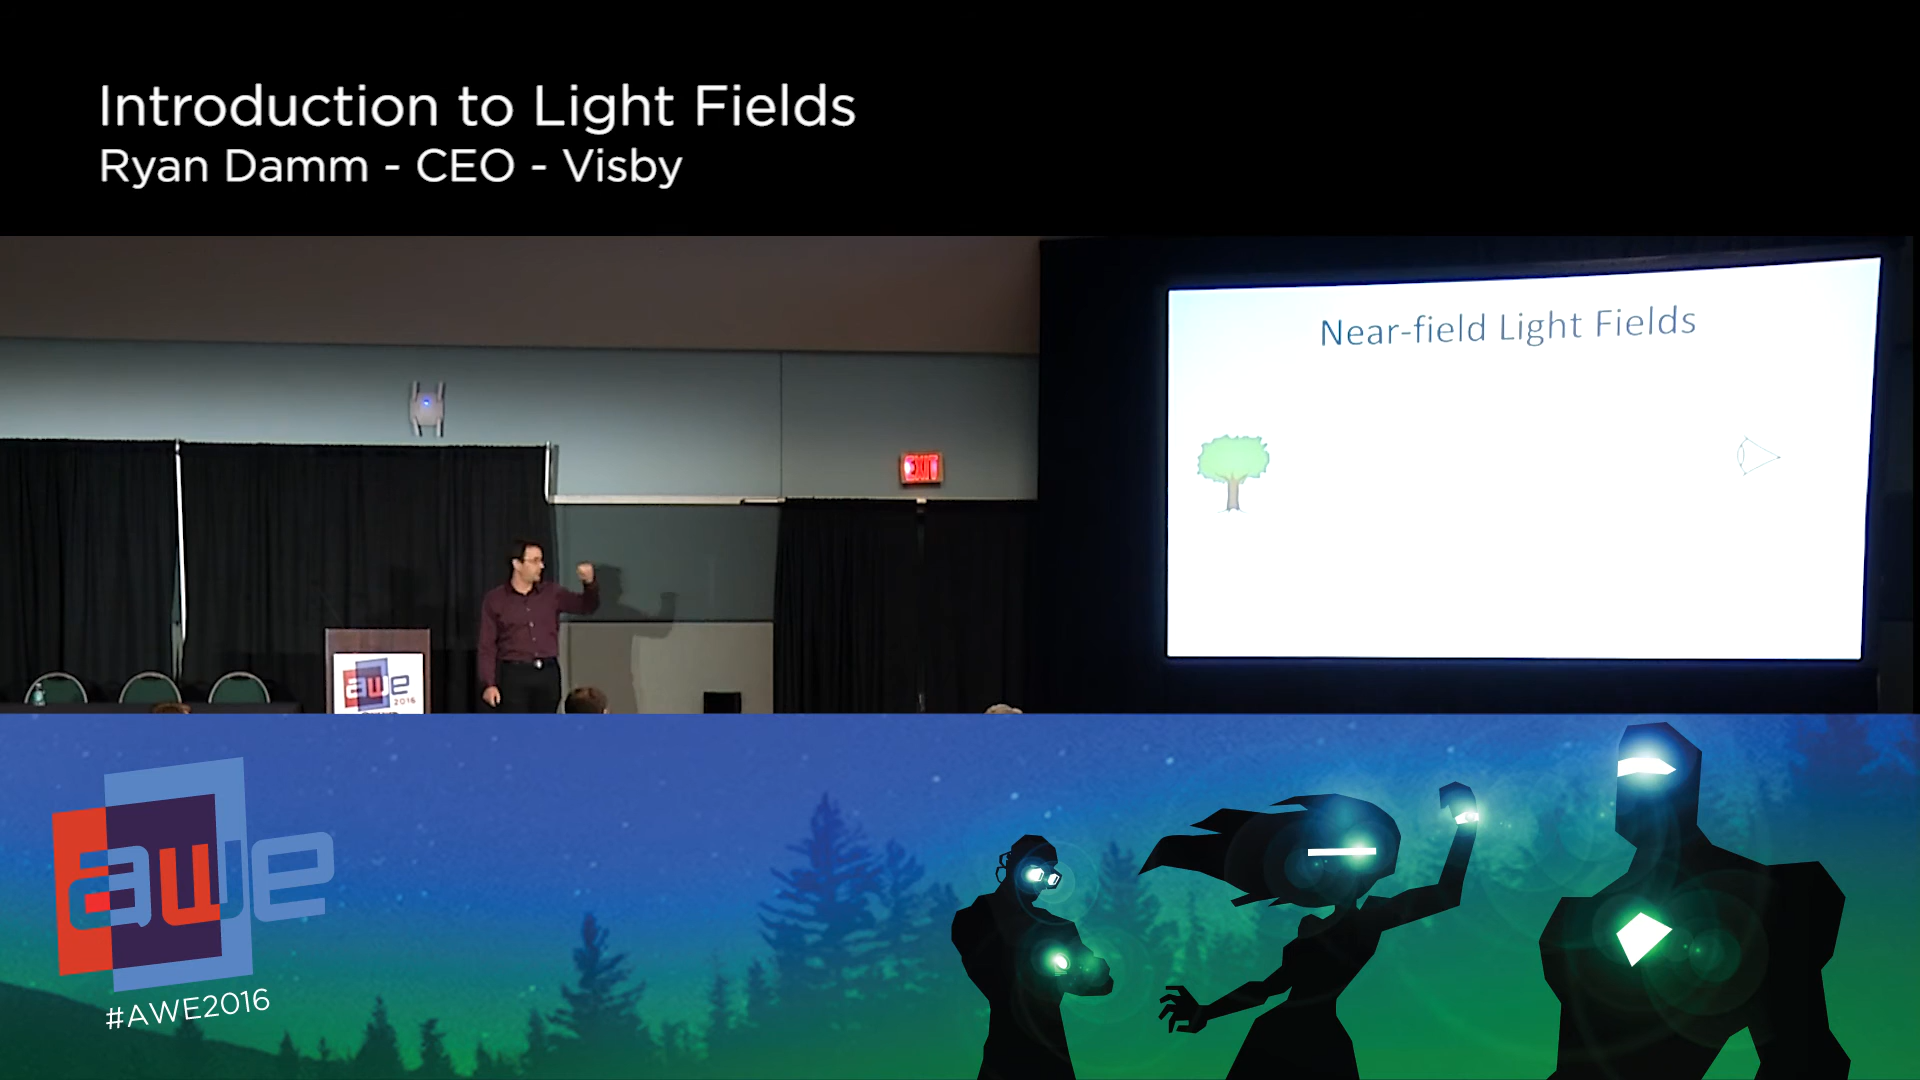 Introduction to Light Fields
Ryan Damm - CEO - Visby
Near-field Light Fields
EXIT
awe
2016
awe
#AWE2016